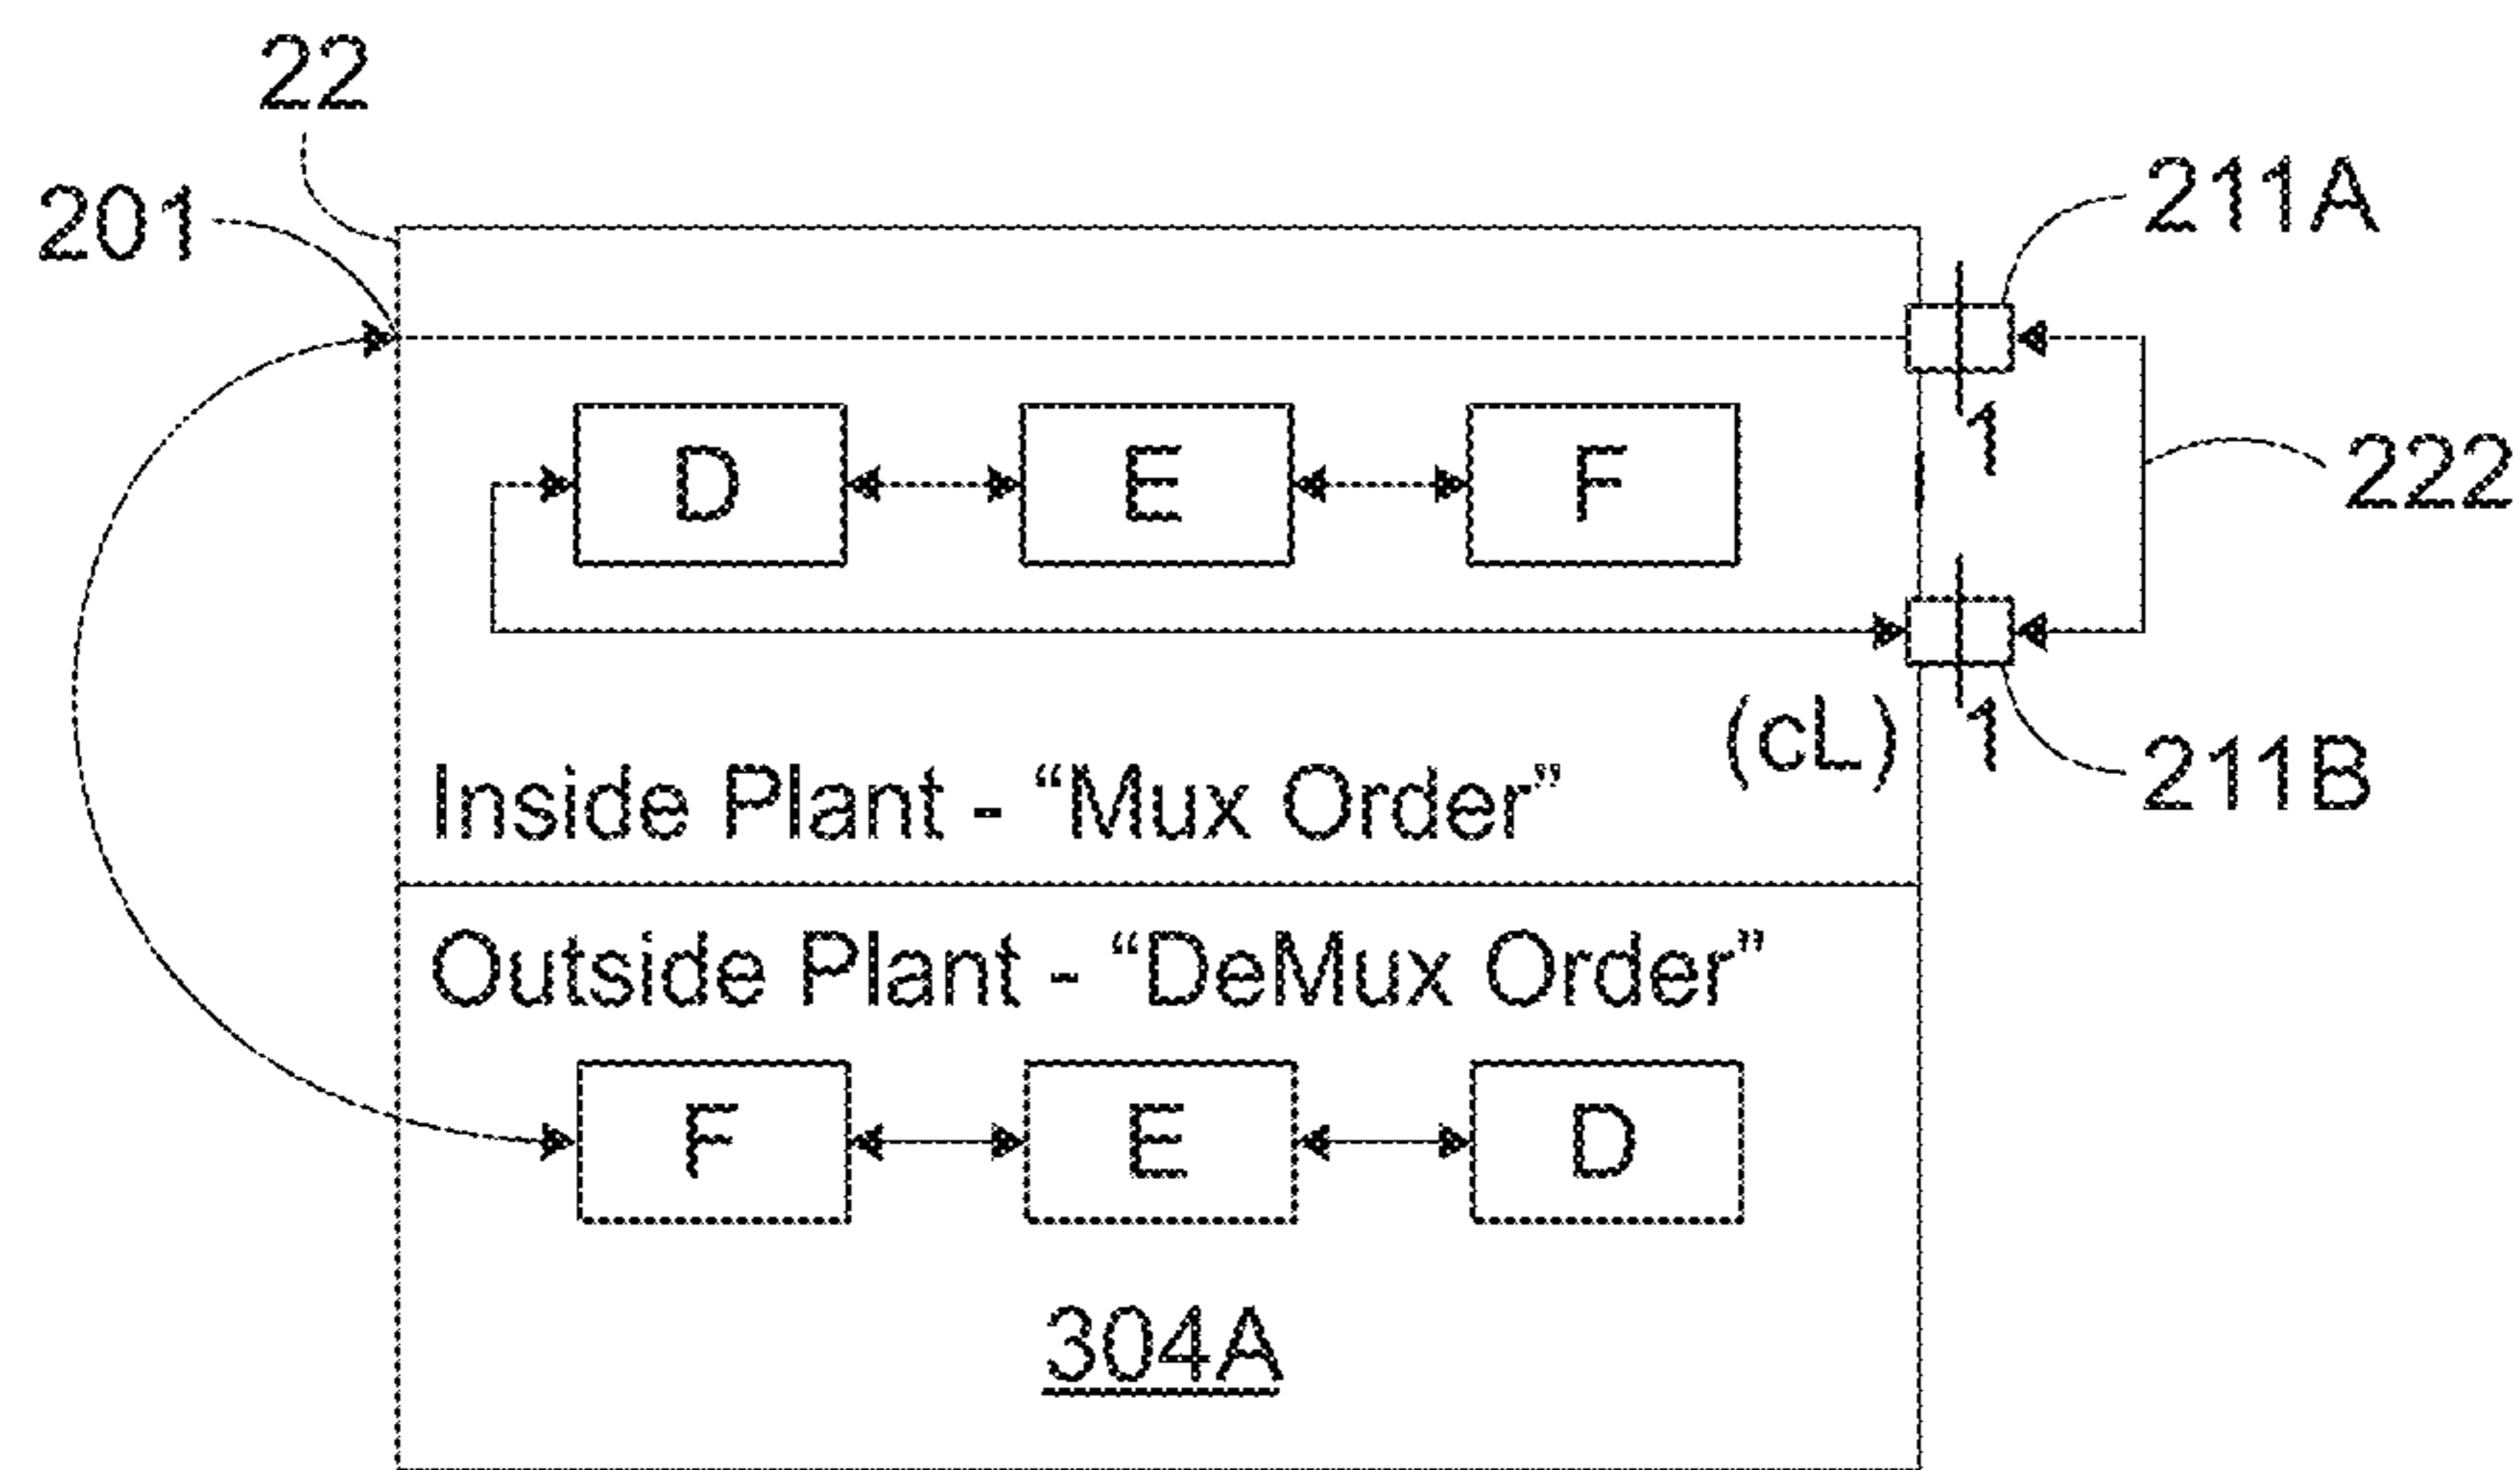 22
201
211A
1
D E F
222
1
(cL)
211B
Inside Plant - “Mux Order”
Outside Plant - “DeMux Order”
F E D
304A